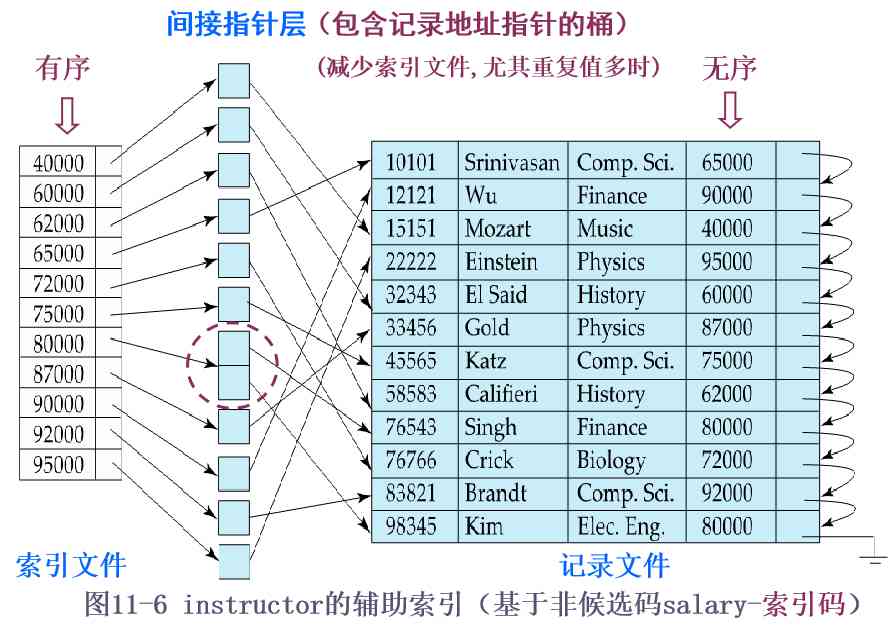 间接指针层（包含记录地址指针的桶）
有序
(减少索引文件,尤其重复值多时)
无序
40000
60000
62000
65000
72000
75000
80000
87000
90000
92000
95000
10101 Srinivasan Comp. Sci. 65000
12121 Wu Finance 90000
15151 Mozart Music 40000
22222 Einstein Physics 95000
32343 El Said History 60000
33456 Gold Physics 87000
45565 Katz Comp. Sci. 75000
58583 Califieri History 62000
76543 Singh Finance 80000
76766 Crick Biology 72000
83821 Brandt Comp. Sci. 92000
98345 Kim Elec. Eng. 80000
索引文件
记录文件
图11-6 instructor的辅助索引（基于非候选码salary-索引码）